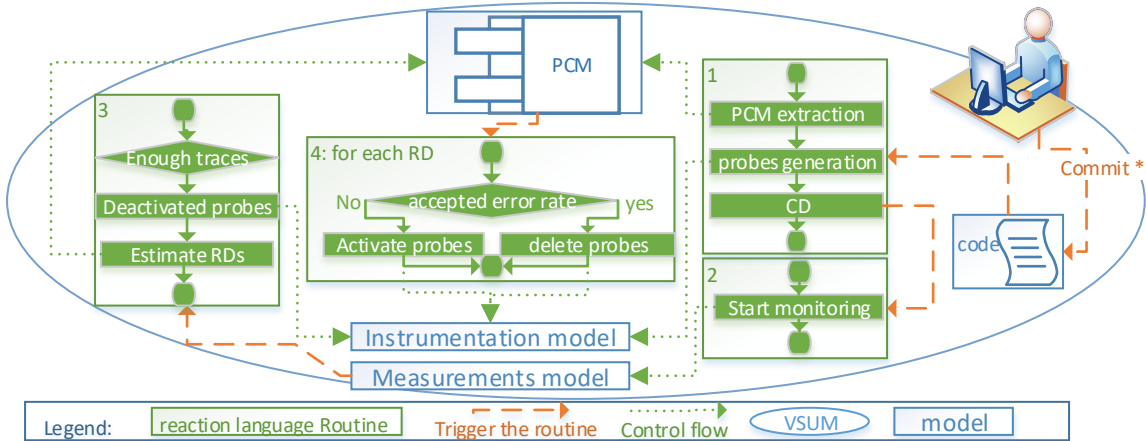 PCM
1
PCM extraction
probes generation
CD
Commit *
code
2
Start monitoring
3
Enough traces
Deactivated probes
Estimate RDs
4: for each RD
accepted error rate
No
yes
Activate probes
delete probes
Instrumentation model
Measurements model
Legend:
reaction language Routine
Trigger the routine
Control flow
VSUM
model